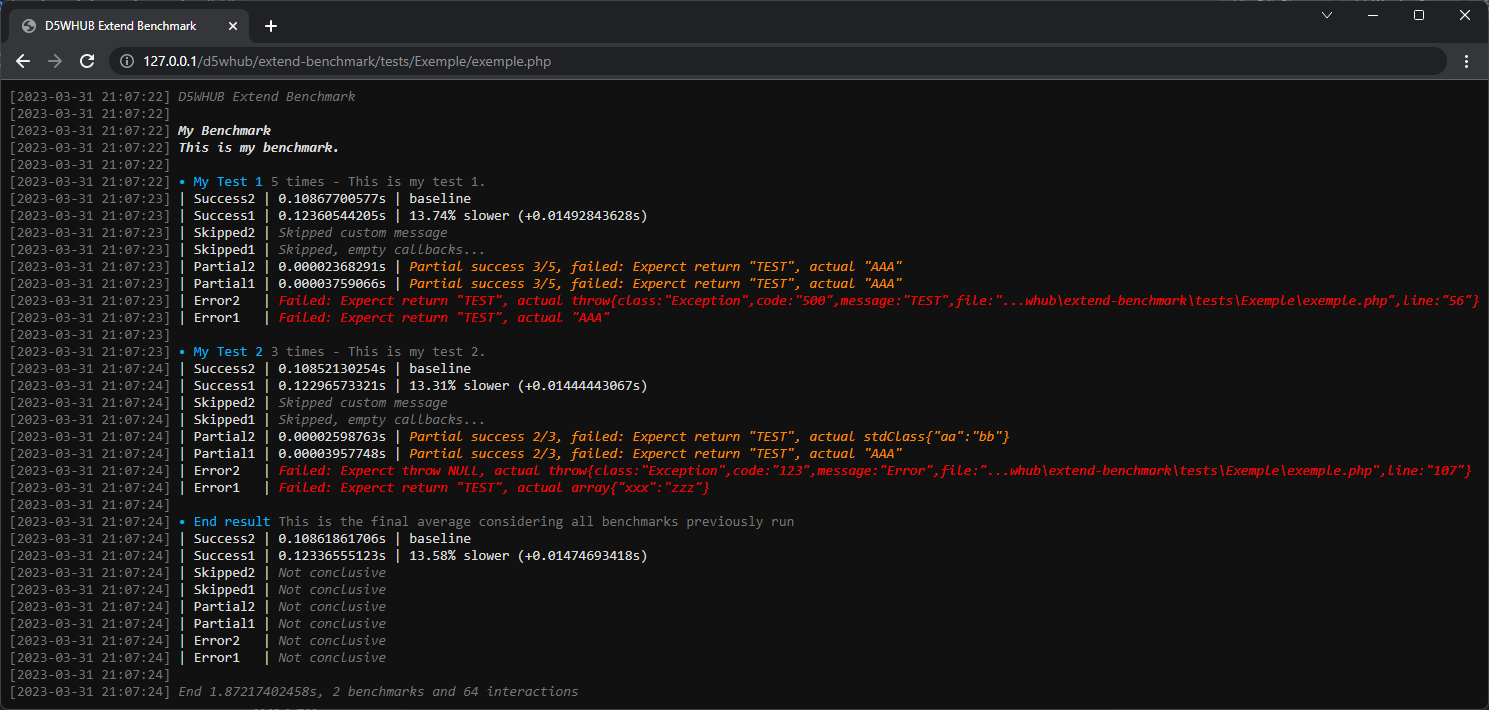 D5WHUB Extend Benchmark
127.0.0.1/d5whub/extend-benchmark/tests/Exemple/exemple.php
[2023-03-31 21:07:22] D5WHUB Extend Benchmark
[2023-03-31 21:07:22]
[2023-03-31 21:07:22] My Benchmark
[2023-03-31 21:07:22] This is my benchmark.
[2023-03-31 21:07:22]
[2023-03-31 21:07:22] • My Test 1 5 times - This is my test 1.
[2023-03-31 21:07:23] | Success2 | 0.10867700577s | baseline
[2023-03-31 21:07:23] | Success1 | 0.12360544205s | 13.74% slower (+0.01492843628s)
[2023-03-31 21:07:23] | Skipped2 | Skipped custom message
[2023-03-31 21:07:23] | Skipped1 | Skipped, empty callbacks...
[2023-03-31 21:07:23] | Partial2 | 0.00002368291s | Partial success 3/5, failed: Experct return "TEST", actual "AAA"
[2023-03-31 21:07:23] | Partial1 | 0.00003759066s | Partial success 3/5, failed: Experct return "TEST", actual "AAA"
[2023-03-31 21:07:23] | Error2   | Failed: Experct return "TEST", actual throw{class:"Exception",code:"500",message:"TEST",file:"...whub\extend-benchmark\tests\Exemple\exemple.php",line:"56"}
[2023-03-31 21:07:23] | Error1   | Failed: Experct return "TEST", actual "AAA"
[2023-03-31 21:07:23]
[2023-03-31 21:07:23] • My Test 2 3 times - This is my test 2.
[2023-03-31 21:07:24] | Success2 | 0.10852130254s | baseline
[2023-03-31 21:07:24] | Success1 | 0.12296573321s | 13.31% slower (+0.01444443067s)
[2023-03-31 21:07:24] | Skipped2 | Skipped custom message
[2023-03-31 21:07:24] | Skipped1 | Skipped, empty callbacks...
[2023-03-31 21:07:24] | Partial2 | 0.00002598763s | Partial success 2/3, failed: Experct return "TEST", actual stdClass{"aa":"bb"}
[2023-03-31 21:07:24] | Partial1 | 0.00003957748s | Partial success 2/3, failed: Experct return "TEST", actual "AAA"
[2023-03-31 21:07:24] | Error2   | Failed: Experct throw NULL, actual throw{class:"Exception",code:"123",message:"Error",file:"...whub\extend-benchmark\tests\Exemple\exemple.php",line:"107"}
[2023-03-31 21:07:24] | Error1   | Failed: Experct return "TEST", actual array{"xxx":"zzz"}
[2023-03-31 21:07:24]
[2023-03-31 21:07:24] • End result This is the final average considering all benchmarks previously run
[2023-03-31 21:07:24] | Success2 | 0.10861861706s | baseline
[2023-03-31 21:07:24] | Success1 | 0.12336555123s | 13.58% slower (+0.01474693418s)
[2023-03-31 21:07:24] | Skipped2 | Not conclusive
[2023-03-31 21:07:24] | Skipped1 | Not conclusive
[2023-03-31 21:07:24] | Partial2 | Not conclusive
[2023-03-31 21:07:24] | Partial1 | Not conclusive
[2023-03-31 21:07:24] | Error2   | Not conclusive
[2023-03-31 21:07:24] | Error1   | Not conclusive
[2023-03-31 21:07:24]
[2023-03-31 21:07:24] End 1.87217402458s, 2 benchmarks and 64 interactions